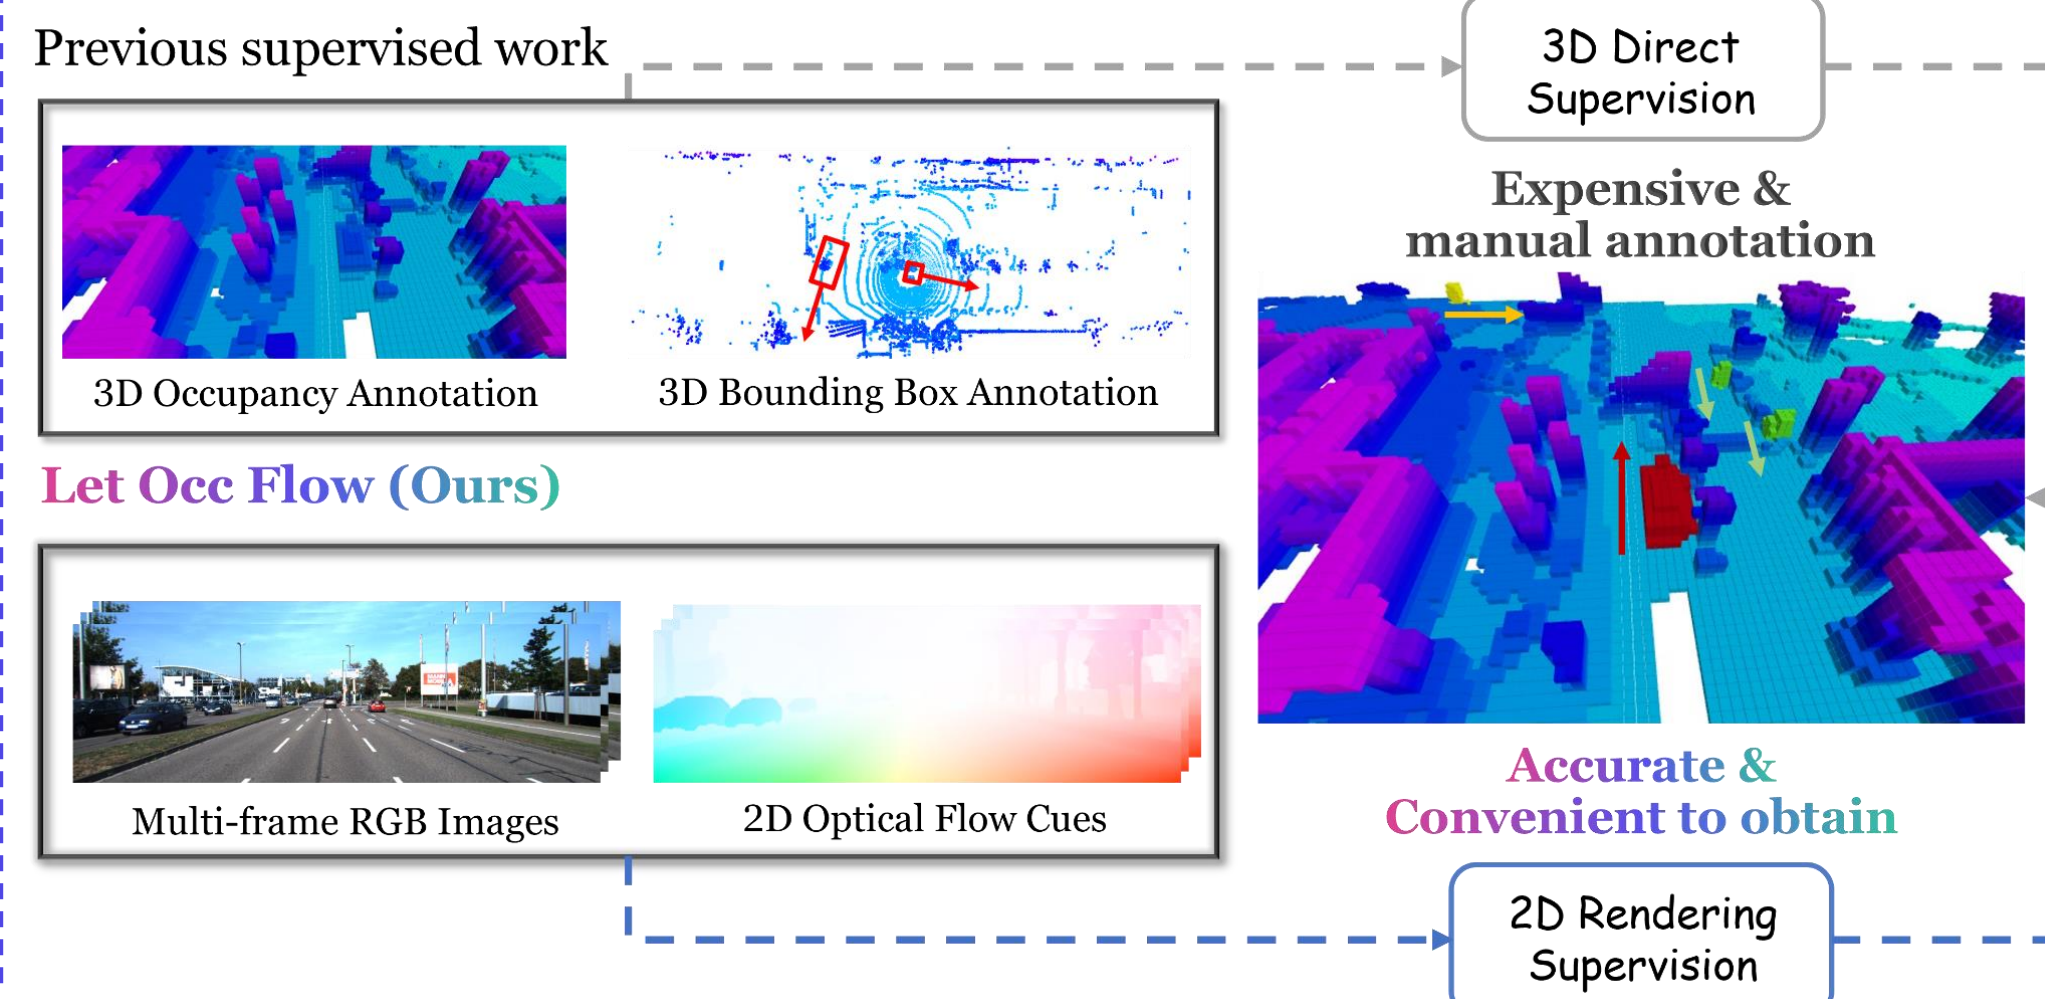 Previous supervised work
3D Direct
Supervision
Expensive &
manual annotation
3D Occupancy Annotation
3D Bounding Box Annotation
Let Occ Flow (Ours)
Multi-frame RGB Images
2D Optical Flow Cues
Accurate &
Convenient to obtain
2D Rendering
Supervision